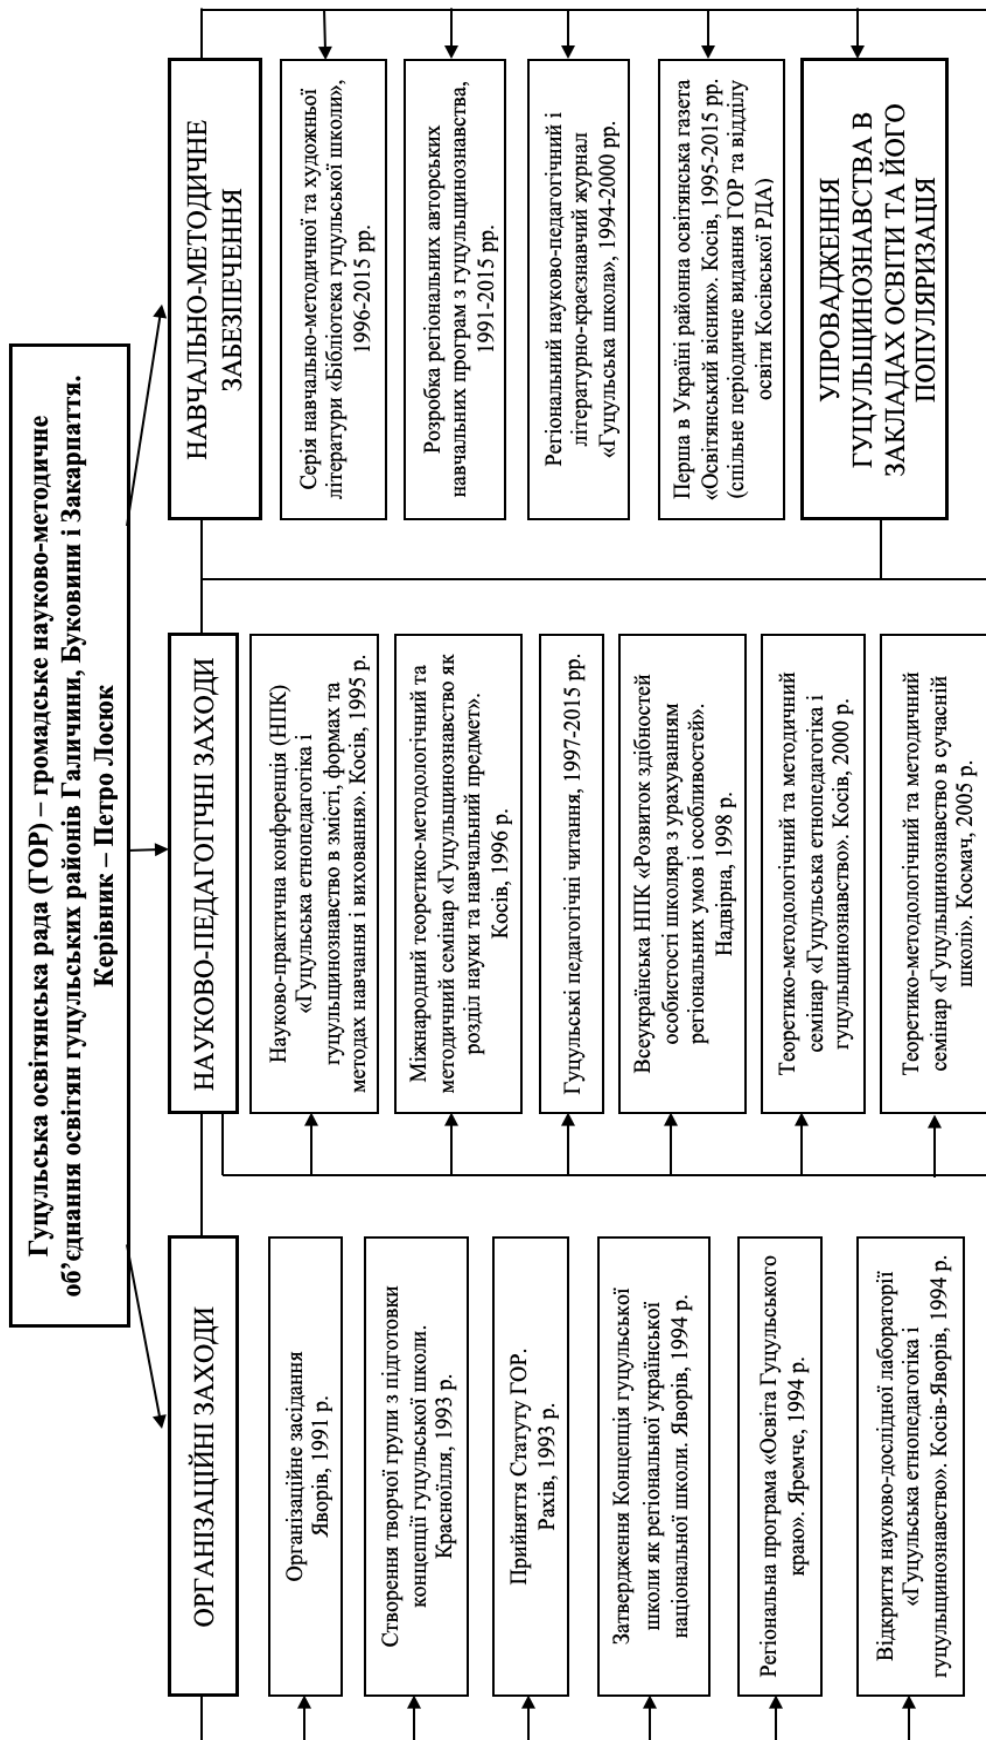 Гуцульська освітянська рада (ГОР) – громадське науково-методичне
об’єднання освітян гуцульських районів Галичини, Буковини і Закарпаття.
Керівник – Петро Лосюк
ОРГАНІЗАЦІЙНІ ЗАХОДИ
Організаційне засідання
Яворів, 1991 р.
Створення творчої групи з підготовки
концепції гуцульської школи.
Красноїлля, 1993 р.
Прийняття Статуту ГОР.
Рахів, 1993 р.
Затвердження Концепція гуцульської
школи як регіональної української
національної школи. Яворів, 1994 р.
Регіональна програма «Освіта Гуцульського
краю». Яремче, 1994 р.
Відкриття науково-дослідної лабораторії
«Гуцульська етнопедагогіка і
гуцульщинознавство». Косів-Яворів, 1994 р.
НАУКОВО-ПЕДАГОГІЧНІ ЗАХОДИ
Науково-практична конференція (НПК)
«Гуцульська етнопедагогіка і
гуцульщинознавство в змісті, формах та
методах навчання і виховання». Косів, 1995 р.
Міжнародний теоретико-методологічний та
методичний семінар «Гуцульщинознавство як
розділ науки та навчальний предмет».
Косів, 1996 р.
Гуцульські педагогічні читання, 1997-2015 рр.
Всеукраїнська НПК «Розвиток здібностей
особистості школяра з урахуванням
регіональних умов і особливостей».
Надвірна, 1998 р.
Теоретико-методологічний та методичний
семінар «Гуцульська етнопедагогіка і
гуцульщинознавство». Косів, 2000 р.
Теоретико-методологічний та методичний
семінар «Гуцульщинознавство в сучасній
школі». Космач, 2005 р.
НАВЧАЛЬНО-МЕТОДИЧНЕ
ЗАБЕЗПЕЧЕННЯ
Серія навчально-методичної та художньої
літератури «Бібліотека гуцульської школи»,
1996-2015 рр.
Розробка регіональних авторських
навчальних програм з гуцульщинознавства,
1991-2015 рр.
Регіональний науково-педагогічний і
літературно-краєзнавчий журнал
«Гуцульська школа», 1994-2000 рр.
Перша в Україні районна освітянська газета
«Освітянський вісник». Косів, 1995-2015 рр.
(спільне періодичне видання ГОР та відділу
освіти Косівської РДА)
УПРОВАДЖЕННЯ
ГУЦУЛЬЩИНОЗНАВСТВА В
ЗАКЛАДАХ ОСВІТИ ТА ЙОГО
ПОПУЛЯРИЗАЦІЯ